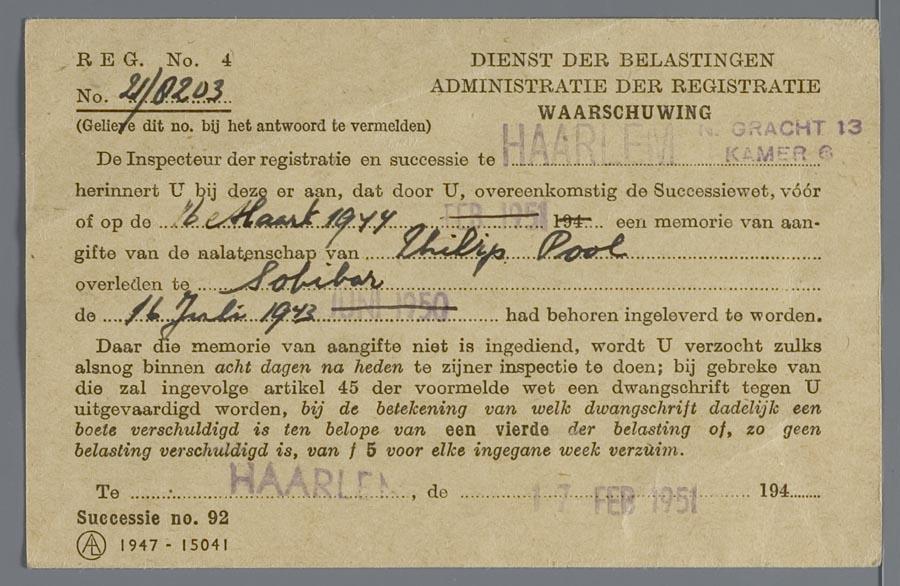 REG. No. 4
No. 21/8203
(Gelieve dit no. bij het antwoord te vermelden)
DIENST DER BELASTINGEN
ADMINISTRATIE DER REGISTRATIE
WAARSCHUWING
De Inspecteur der registratie en successie te HAARLEM N. GRACHT 13
KAMER 6
herinnert U bij deze er aan, dat door U, overeenkomstig de Successiewet, vóór
of op de 16 Maart 1944 FEB 1951 194 een memorie van aan-
gifte van de nalatenschap van Philip Pool
overleden te Sobibor
de 16 Juli 1943 JUNI 1950 had behoren ingeleverd te worden.
Daar die memorie van aangifte niet is ingediend, wordt U verzocht zulks
alsnog binnen acht dagen na heden te zijner inspectie te doen; bij gebreke van
die zal ingevolge artikel 45 der voormelde wet een dwangschrift tegen U
uitgevaardigd worden, bij de betekening van welk dwangschrift dadelijk een
boete verschuldigd is ten belope van een vierde der belasting of, zo geen
belasting verschuldigd is, van f 5 voor elke ingegane week verzuim.
Te HAARLEM, de 17 FEB 1951 194
Successie no. 92
AL 1947 - 15041